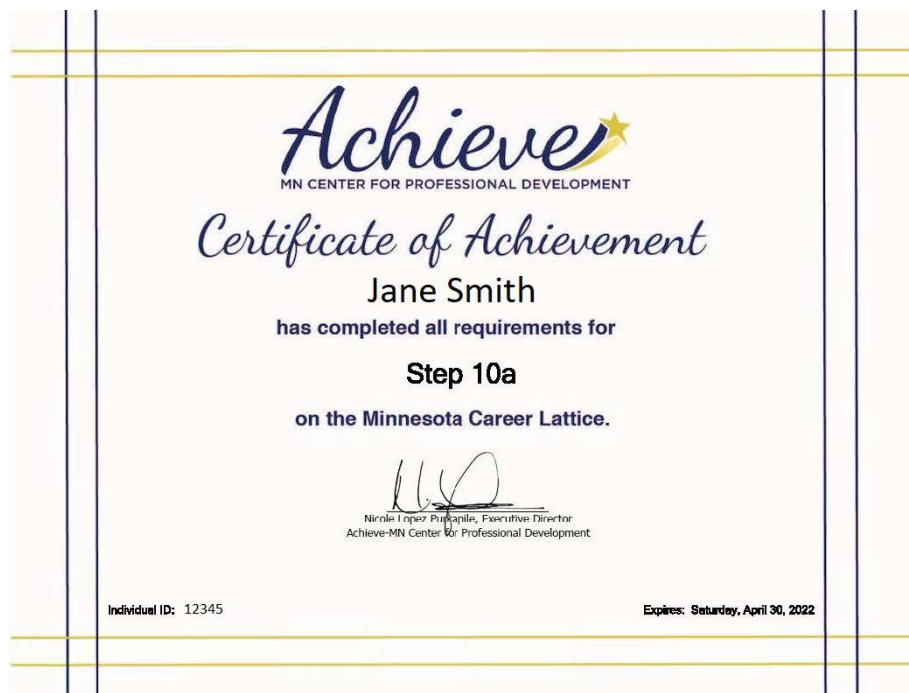 Achieve
MN CENTER FOR PROFESSIONAL DEVELOPMENT
Certificate of Achievement
Jane Smith
has completed all requirements for
Step 10a
on the Minnesota Career Lattice.
Nicole Lopez Purkapile, Executive Director
Achieve-MN Center for Professional Development
Individual ID: 12345
Expires: Saturday, April 30, 2022